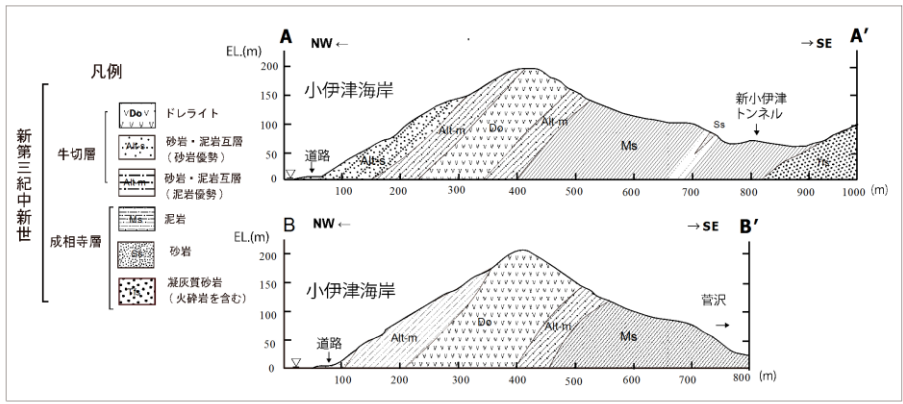 凡例
新第三紀中新世
牛切層
Do ドレライト
Alt-s 砂岩・泥岩互層
(砂岩優勢)
Alt-m 砂岩・泥岩互層
(泥岩優勢)
成相寺層
Ms 泥岩
Ss 砂岩
凝灰質砂岩
(火砕岩を含む)
A NW ← → SE A′
EL.(m)
200
150
100
50
0
小伊津海岸
道路
Alt-s
Alt-m
Do
Alt-m
Ms
Ss
新小伊津
トンネル
Ts
100 200 300 400 500 600 700 800 900 1000 (m)
B NW ← → SE B′
EL.(m)
200
150
100
50
0
小伊津海岸
道路
Alt-m
Do
Alt-m
Ms
菅沢
→
100 200 300 400 500 600 700 800 (m)